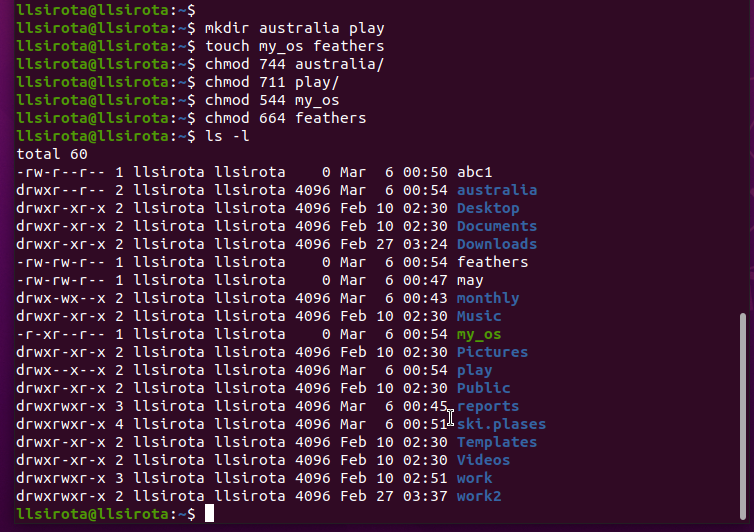 llsirota@llsirota:~$
llsirota@llsirota:~$ mkdir australia play
llsirota@llsirota:~$ touch my_os feathers
llsirota@llsirota:~$ chmod 744 australia/
llsirota@llsirota:~$ chmod 711 play/
llsirota@llsirota:~$ chmod 544 my_os
llsirota@llsirota:~$ chmod 664 feathers
llsirota@llsirota:~$ ls -l
total 60
-rw-r--r-- 1 llsirota llsirota    0 Mar  6 00:50 abc1
drwxr--r-- 2 llsirota llsirota 4096 Mar  6 00:54 australia
drwxr-xr-x 2 llsirota llsirota 4096 Feb 10 02:30 Desktop
drwxr-xr-x 2 llsirota llsirota 4096 Feb 10 02:30 Documents
drwxr-xr-x 2 llsirota llsirota 4096 Feb 27 03:24 Downloads
-rw-rw-r-- 1 llsirota llsirota    0 Mar  6 00:54 feathers
-rw-rw-r-- 1 llsirota llsirota    0 Mar  6 00:47 may
drwx-wx--x 2 llsirota llsirota 4096 Mar  6 00:43 monthly
drwxr-xr-x 2 llsirota llsirota 4096 Feb 10 02:30 Music
-r-xr--r-- 1 llsirota llsirota    0 Mar  6 00:54 my_os
drwxr-xr-x 2 llsirota llsirota 4096 Feb 10 02:30 Pictures
drwx--x--x 2 llsirota llsirota 4096 Mar  6 00:54 play
drwxr-xr-x 2 llsirota llsirota 4096 Feb 10 02:30 Public
drwxrwxr-x 3 llsirota llsirota 4096 Mar  6 00:45 reports
drwxrwxr-x 4 llsirota llsirota 4096 Mar  6 00:51 ski.plases
drwxr-xr-x 2 llsirota llsirota 4096 Feb 10 02:30 Templates
drwxr-xr-x 2 llsirota llsirota 4096 Feb 10 02:30 Videos
drwxrwxr-x 3 llsirota llsirota 4096 Feb 10 02:51 work
drwxrwxr-x 2 llsirota llsirota 4096 Feb 27 03:37 work2
llsirota@llsirota:~$